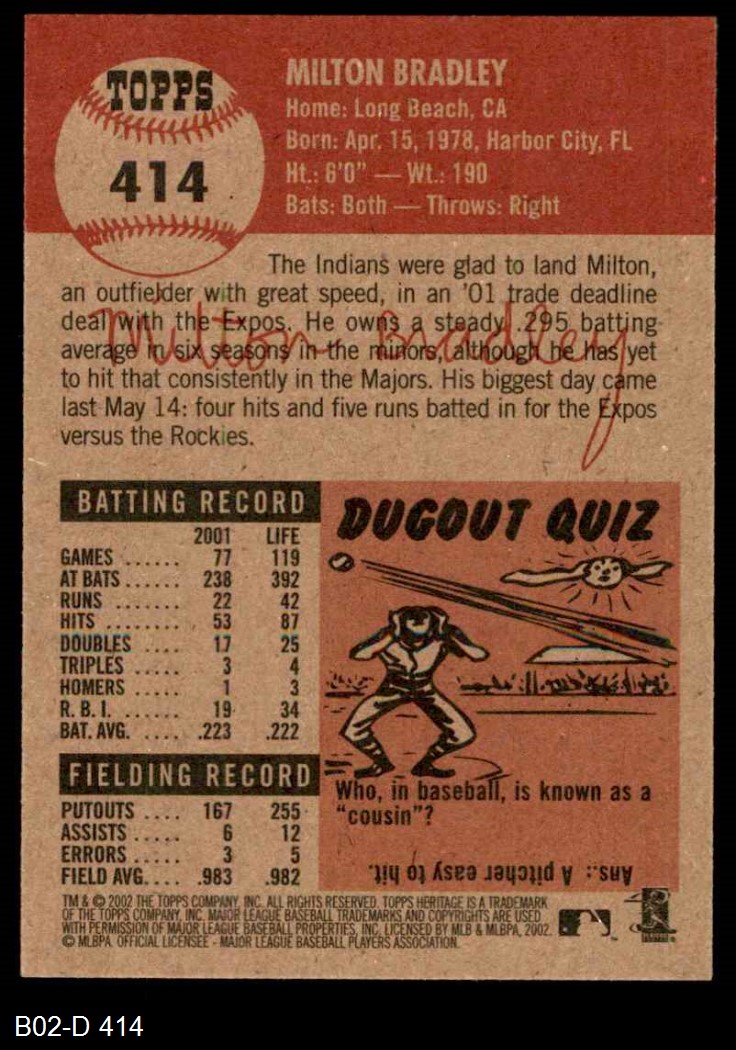 TOPPS
414
MILTON BRADLEY
Home: Long Beach, CA
Born: Apr. 15, 1978, Harbor City, FL
Ht.: 6'0" — Wt.: 190
Bats: Both — Throws: Right
The Indians were glad to land Milton,
an outfielder with great speed, in an '01 trade deadline
deal with the Expos. He owns a steady .295 batting
average in six seasons in the minors, although he has yet
to hit that consistently in the Majors. His biggest day came
last May 14: four hits and five runs batted in for the Expos
versus the Rockies.
Milton Bradley
BATTING RECORD
2001 LIFE
GAMES ...... 77 119
AT BATS ...... 238 392
RUNS ....... 22 42
HITS ........ 53 87
DOUBLES .... 17 25
TRIPLES ..... 3 4
HOMERS ..... 1 3
R. B. I. ...... 19 34
BAT. AVG. .... .223 .222
FIELDING RECORD
PUTOUTS .... 167 255
ASSISTS ..... 6 12
ERRORS ..... 3 5
FIELD AVG. ... .983 .982
DUGOUT QUIZ
Who, in baseball, is known as a
"cousin"?
Ans.: A pitcher easy to hit.
TM & © 2002 THE TOPPS COMPANY, INC. ALL RIGHTS RESERVED. TOPPS HERITAGE IS A TRADEMARK
OF THE TOPPS COMPANY, INC. MAJOR LEAGUE BASEBALL TRADEMARKS AND COPYRIGHTS ARE USED
WITH PERMISSION OF MAJOR LEAGUE BASEBALL PROPERTIES, INC. LICENSED BY MLB & MLBPA, 2002.
© MLBPA. OFFICIAL LICENSEE - MAJOR LEAGUE BASEBALL PLAYERS ASSOCIATION.
B02-D 414